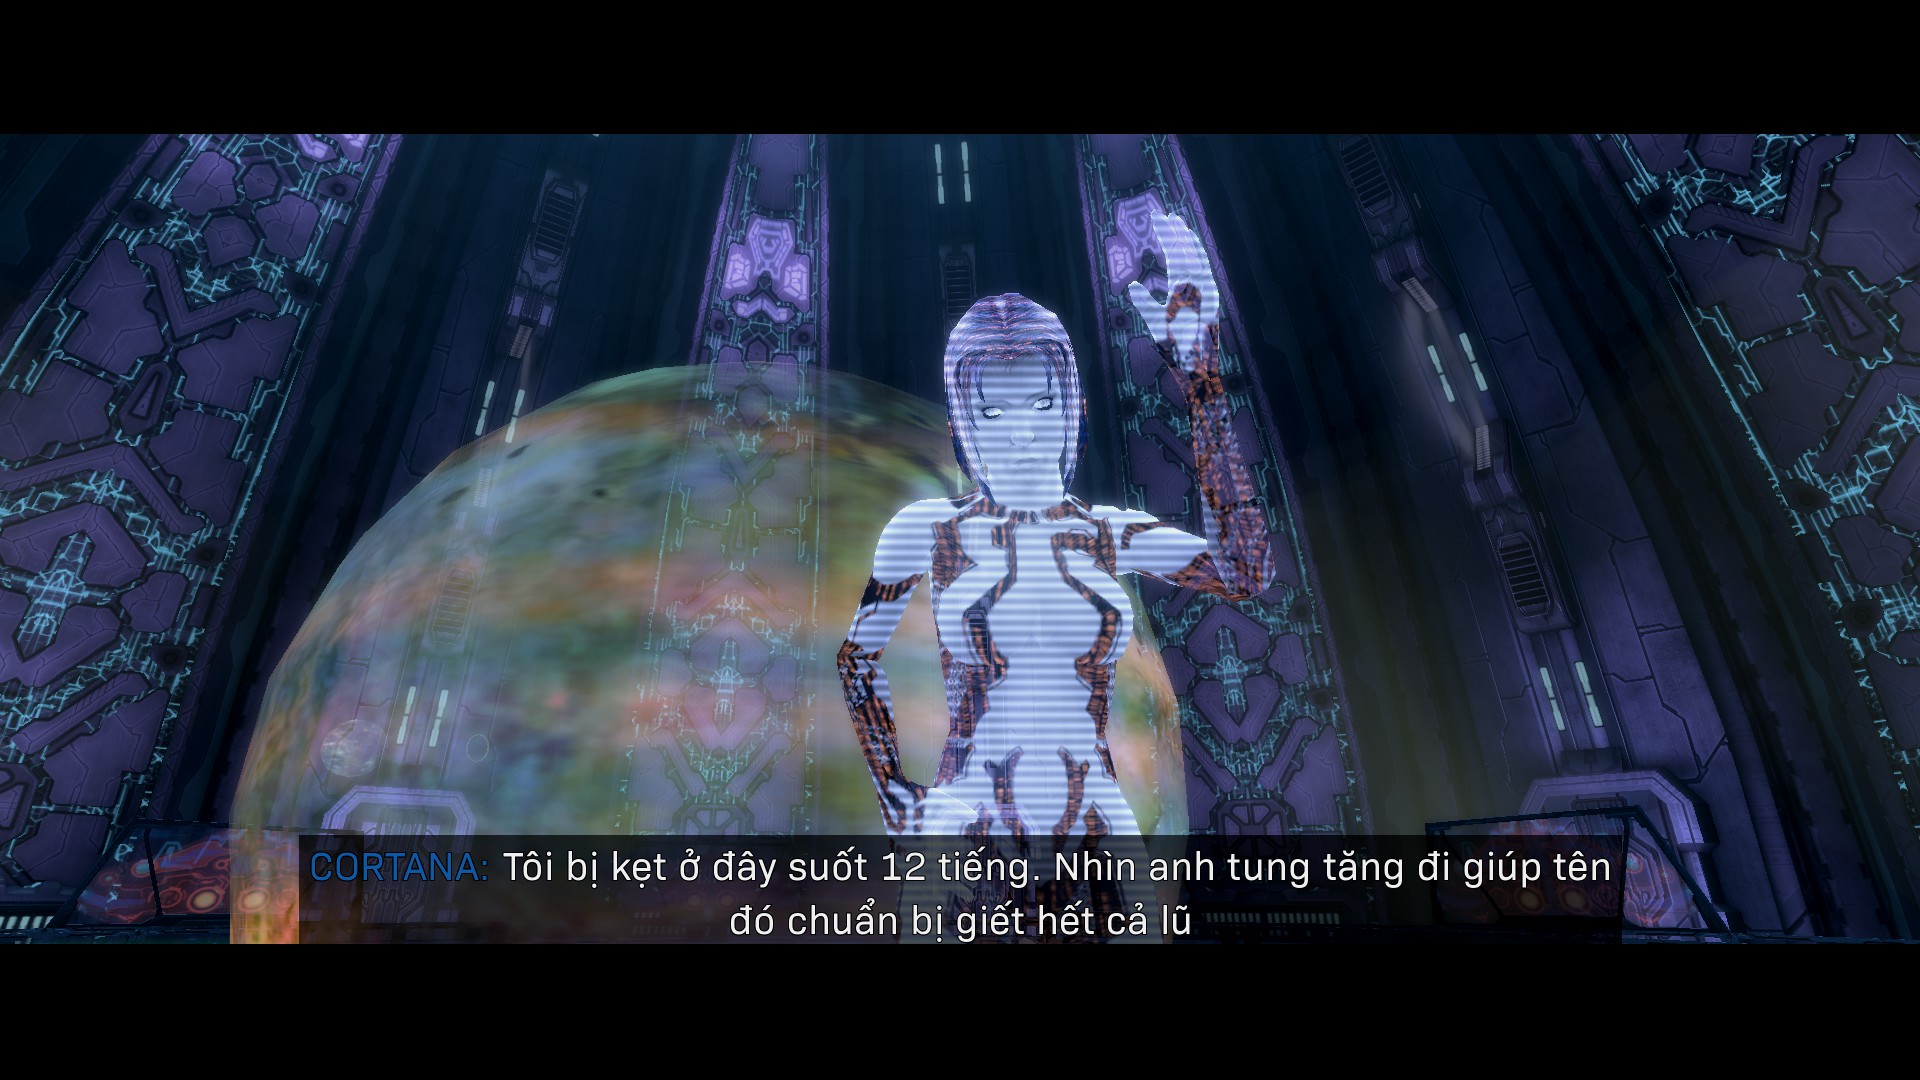 CORTANA: Tôi bị kẹt ở đây suốt 12 tiếng. Nhìn anh tung tăng đi giúp tên
đó chuẩn bị giết hết cả lũ